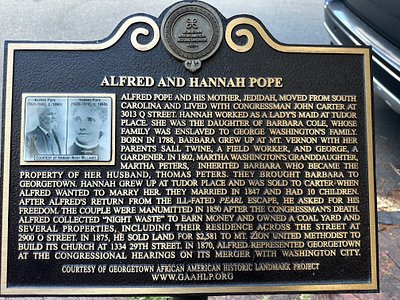 ALFRED AND HANNAH POPE
ALFRED POPE AND HIS MOTHER, JEDIDAH, MOVED FROM SOUTH
CAROLINA AND LIVED WITH CONGRESSMAN JOHN CARTER AT
3013 Q STREET. HANNAH WORKED AS A LADY'S MAID AT TUDOR
PLACE. SHE WAS THE DAUGHTER OF BARBARA COLE, WHOSE
FAMILY WAS ENSLAVED TO GEORGE WASHINGTON'S FAMILY.
BORN IN 1788, BARBARA GREW UP AT MT. VERNON WITH HER
PARENTS SALL TWINE, A FIELD WORKER, AND GEORGE, A
GARDENER. IN 1802, MARTHA WASHINGTON'S GRANDDAUGHTER,
MARTHA PETERS, INHERITED BARBARA WHO BECAME THE
PROPERTY OF HER HUSBAND, THOMAS PETERS. THEY BROUGHT BARBARA TO
GEORGETOWN. HANNAH GREW UP AT TUDOR PLACE AND WAS SOLD TO CARTER WHEN
ALFRED WANTED TO MARRY HER. THEY MARRIED IN 1847 AND HAD 10 CHILDREN.
AFTER ALFRED'S RETURN FROM THE ILL-FATED PEARL ESCAPE, HE ASKED FOR HIS
FREEDOM. THE COUPLE WERE MANUMITTED IN 1850 AFTER THE CONGRESSMAN'S DEATH.
ALFRED COLLECTED "NIGHT WASTE" TO EARN MONEY AND OWNED A COAL YARD AND
SEVERAL PROPERTIES, INCLUDING THEIR RESIDENCE ACROSS THE STREET AT
2900 O STREET. IN 1875, HE SOLD LAND FOR $2,581 TO MT. ZION UNITED METHODIST TO
BUILD ITS CHURCH AT 1334 29TH STREET. IN 1870, ALFRED REPRESENTED GEORGETOWN
AT THE CONGRESSIONAL HEARINGS ON ITS MERGER WITH WASHINGTON CITY.
COURTESY OF GEORGETOWN AFRICAN AMERICAN HISTORIC LANDMARK PROJECT
WWW.GAAHLP.ORG